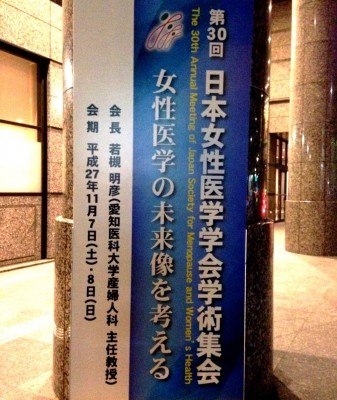 第30回 日本女性医学学会学術集会
The 30th Annual Meeting of Japan Society for Menopause and Women's Health
女性医学の未来像を考える
会長 若槻 明彦(愛知医科大学産婦人科 主任教授)
会期 平成27年11月7日(土)・8日(日)